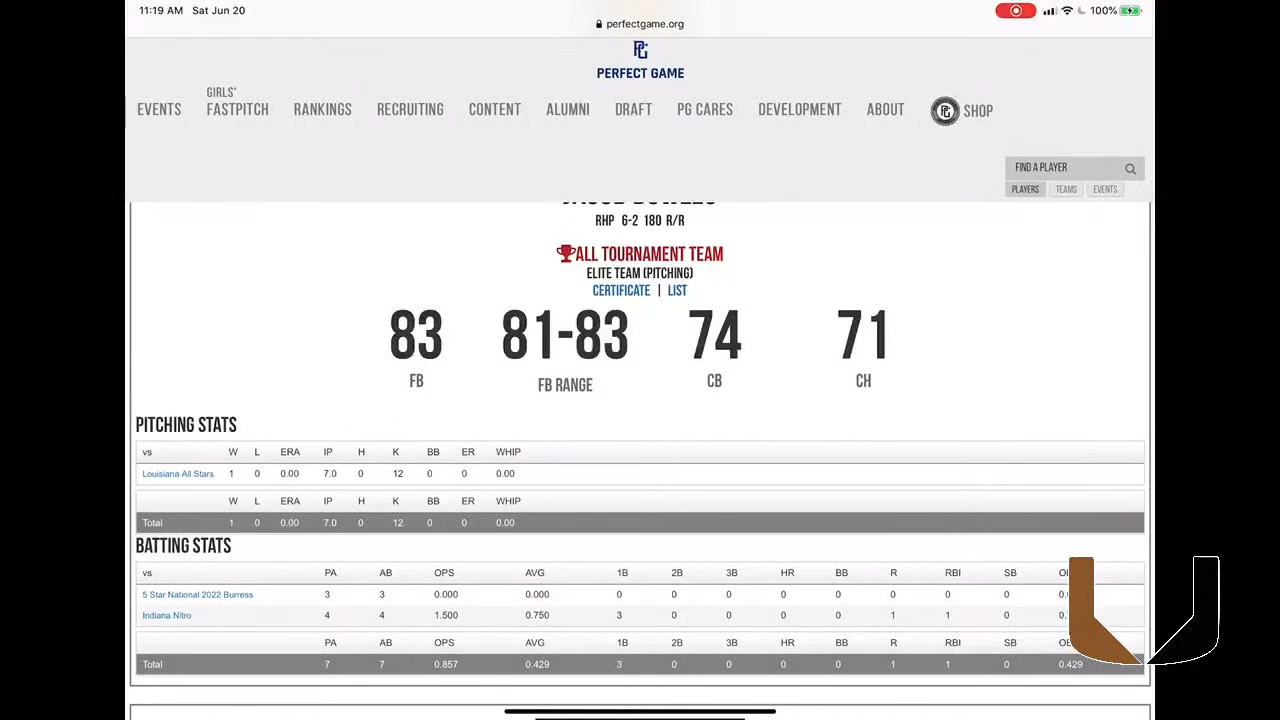 11:19 AM Sat Jun 20 100%
perfectgame.org
PG
PERFECT GAME
EVENTS GIRLS' FASTPITCH RANKINGS RECRUITING CONTENT ALUMNI DRAFT PG CARES DEVELOPMENT ABOUT PG SHOP
FIND A PLAYER
PLAYERS TEAMS EVENTS
RHP 6-2 180 R/R
ALL TOURNAMENT TEAM
ELITE TEAM (PITCHING)
CERTIFICATE | LIST
83 81-83 74 71
FB FB RANGE CB CH
PITCHING STATS
vs W L ERA IP H K BB ER WHIP
Louisiana All Stars 1 0 0.00 7.0 0 12 0 0 0.00
W L ERA IP H K BB ER WHIP
Total 1 0 0.00 7.0 0 12 0 0 0.00
BATTING STATS
vs PA AB OPS AVG 1B 2B 3B HR BB R RBI SB
5 Star National 2022 Burress 3 3 0.000 0.000 0 0 0 0 0 0 0 0
Indiana Nitro 4 4 1.500 0.750 3 0 0 0 0 1 1 0
PA AB OPS AVG 1B 2B 3B HR BB R RBI SB
Total 7 7 0.857 0.429 3 0 0 0 0 1 1 0 0.429